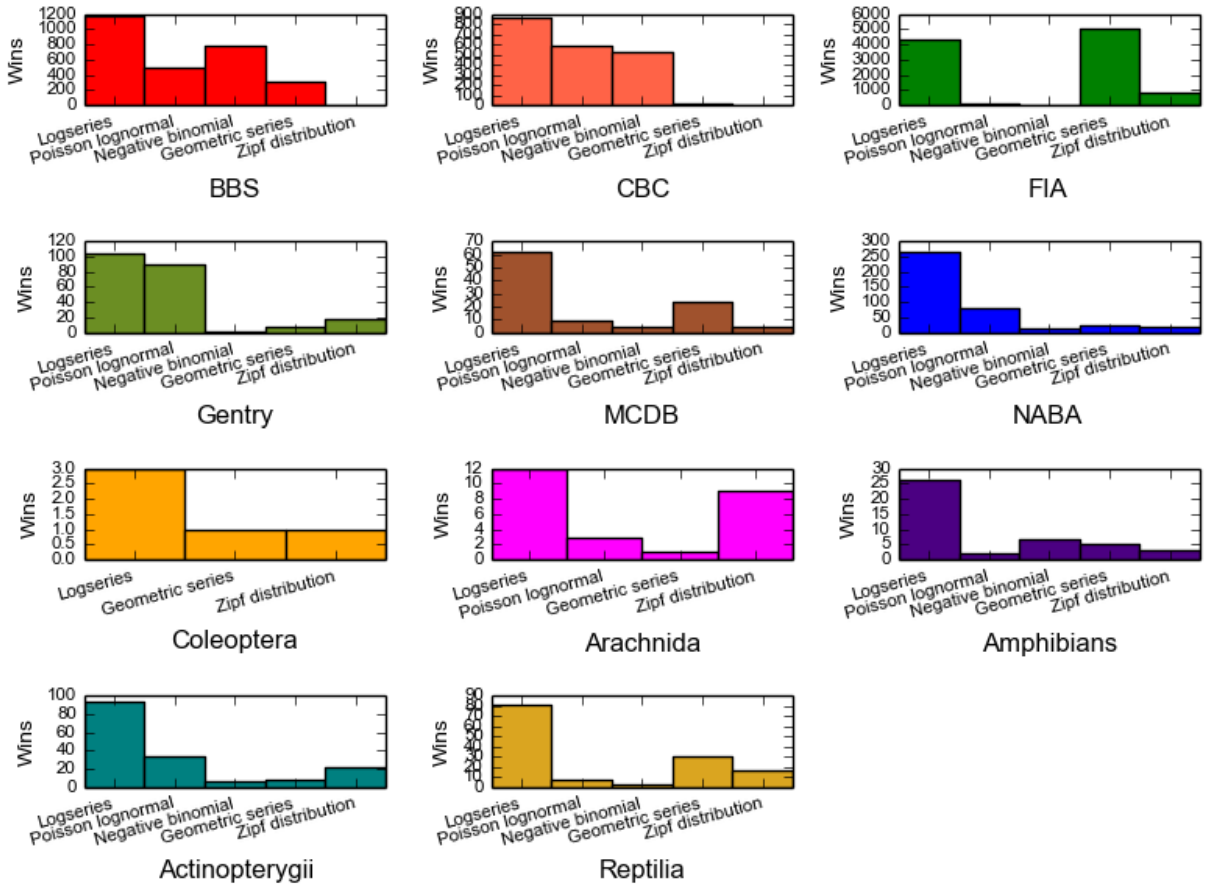 Wins
1200
1000
800
600
400
200
0
Logseries
Poisson lognormal
Negative binomial
Geometric series
Zipf distribution
BBS
Wins
900
800
700
600
500
400
300
200
100
0
Logseries
Poisson lognormal
Negative binomial
Geometric series
Zipf distribution
CBC
Wins
6000
5000
4000
3000
2000
1000
0
Logseries
Poisson lognormal
Negative binomial
Geometric series
Zipf distribution
FIA
Wins
120
100
80
60
40
20
0
Logseries
Poisson lognormal
Negative binomial
Geometric series
Zipf distribution
Gentry
Wins
70
60
50
40
30
20
10
0
Logseries
Poisson lognormal
Negative binomial
Geometric series
Zipf distribution
MCDB
Wins
300
250
200
150
100
50
0
Logseries
Poisson lognormal
Negative binomial
Geometric series
Zipf distribution
NABA
Wins
3.0
2.5
2.0
1.5
1.0
0.5
0.0
Logseries
Geometric series
Zipf distribution
Coleoptera
Wins
12
10
8
6
4
2
0
Logseries
Poisson lognormal
Geometric series
Zipf distribution
Arachnida
Wins
30
25
20
15
10
5
0
Logseries
Poisson lognormal
Negative binomial
Geometric series
Zipf distribution
Amphibians
Wins
100
80
60
40
20
0
Logseries
Poisson lognormal
Negative binomial
Geometric series
Zipf distribution
Actinopterygii
Wins
90
80
70
60
50
40
30
20
10
0
Logseries
Poisson lognormal
Negative binomial
Geometric series
Zipf distribution
Reptilia